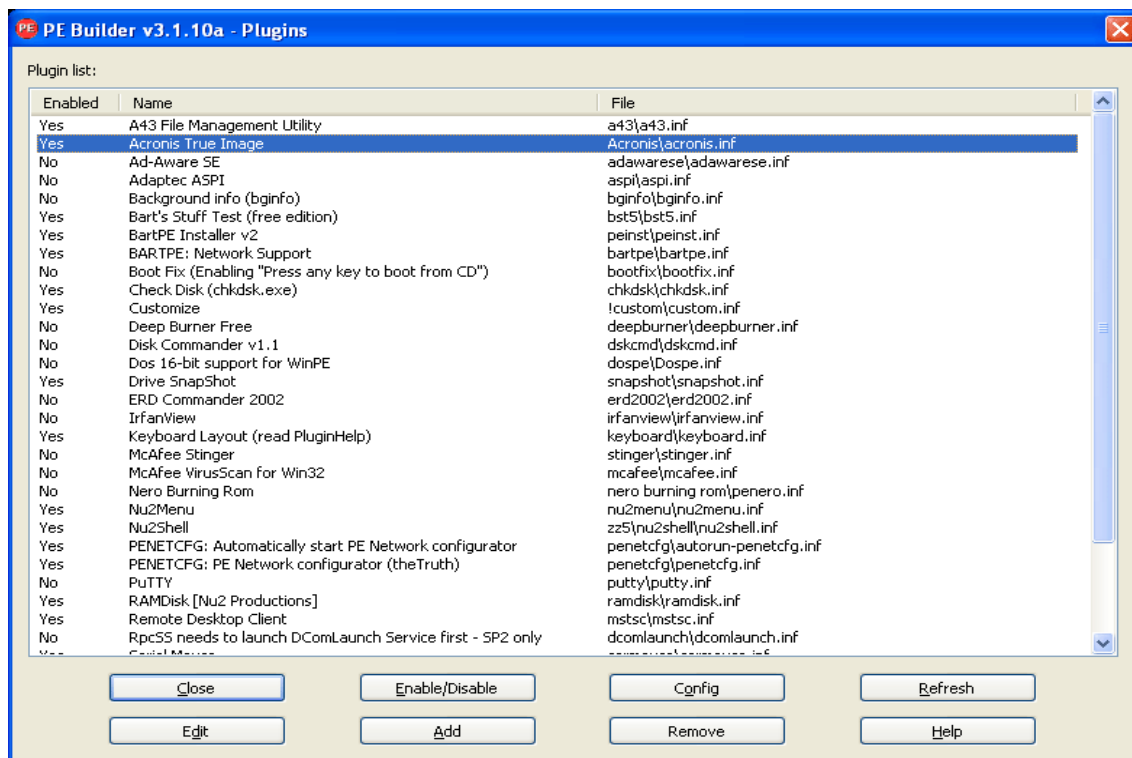 PE PE Builder v3.1.10a - Plugins
Plugin list:
Enabled Name File
Yes A43 File Management Utility a43\a43.inf
Yes Acronis True Image Acronis\acronis.inf
No Ad-Aware SE adawarese\adawarese.inf
No Adaptec ASPI aspi\aspi.inf
No Background info (bginfo) bginfo\bginfo.inf
Yes Bart's Stuff Test (free edition) bst5\bst5.inf
Yes BartPE Installer v2 peinst\peinst.inf
Yes BARTPE: Network Support bartpe\bartpe.inf
No Boot Fix (Enabling "Press any key to boot from CD") bootfix\bootfix.inf
Yes Check Disk (chkdsk.exe) chkdsk\chkdsk.inf
Yes Customize !custom\custom.inf
No Deep Burner Free deepburner\deepburner.inf
No Disk Commander v1.1 dskcmd\dskcmd.inf
No Dos 16-bit support for WinPE dospe\Dospe.inf
Yes Drive SnapShot snapshot\snapshot.inf
No ERD Commander 2002 erd2002\erd2002.inf
No IrfanView irfanview\irfanview.inf
Yes Keyboard Layout (read PluginHelp) keyboard\keyboard.inf
No McAfee Stinger stinger\stinger.inf
No McAfee VirusScan for Win32 mcafee\mcafee.inf
No Nero Burning Rom nero burning rom\penero.inf
Yes Nu2Menu nu2menu\nu2menu.inf
Yes Nu2Shell zz5\nu2shell\nu2shell.inf
Yes PENETCFG: Automatically start PE Network configurator penetcfg\autorun-penetcfg.inf
Yes PENETCFG: PE Network configurator (theTruth) penetcfg\penetcfg.inf
No PuTTY putty\putty.inf
Yes RAMDisk [Nu2 Productions] ramdisk\ramdisk.inf
Yes Remote Desktop Client mstsc\mstsc.inf
No RpcSS needs to launch DComLaunch Service first - SP2 only dcomlaunch\dcomlaunch.inf
Close Enable/Disable Config Refresh
Edit Add Remove Help